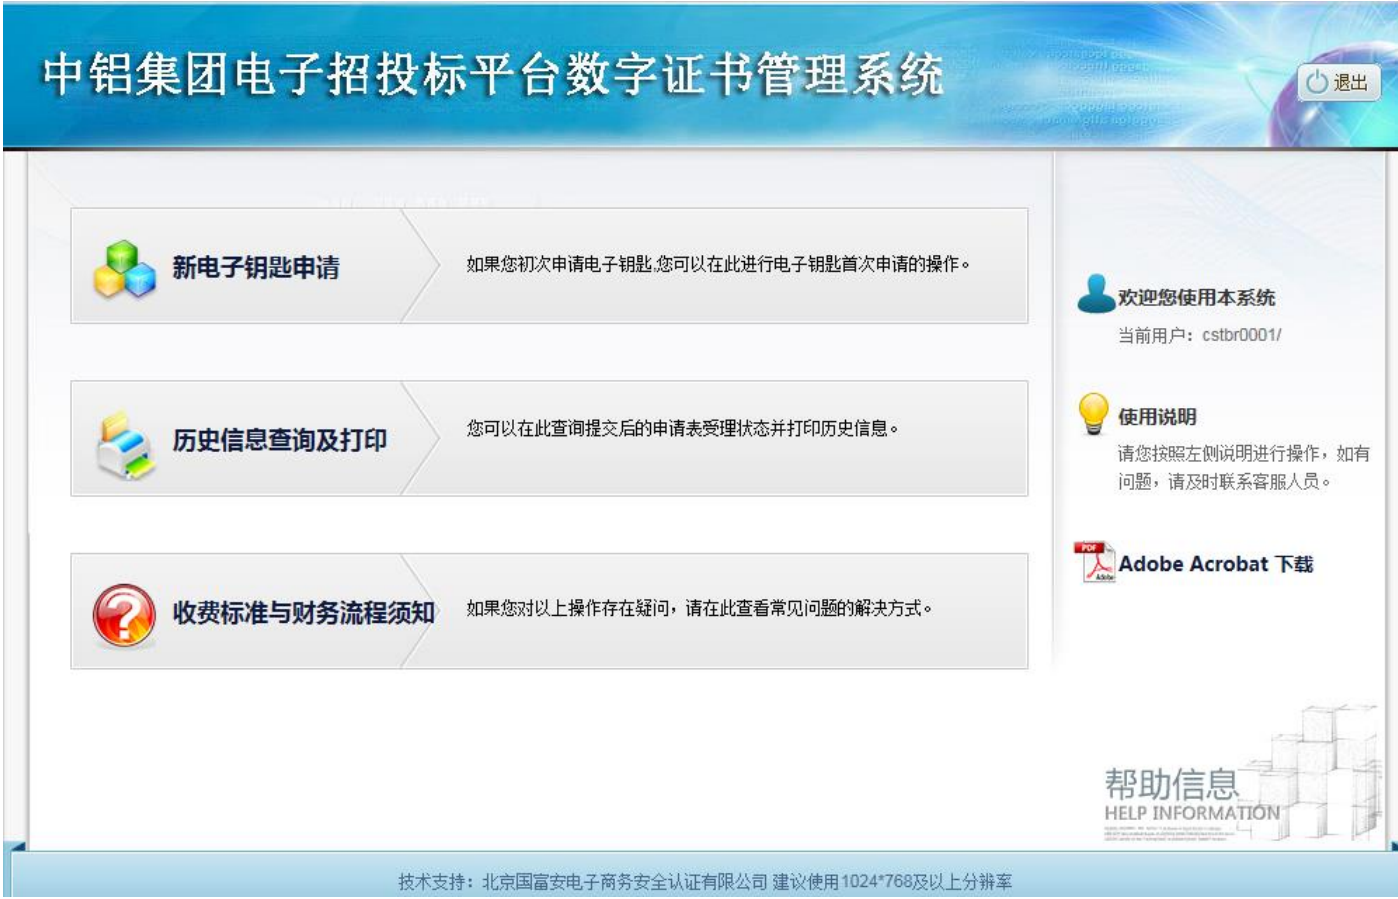 中铝集团电子招投标平台数字证书管理系统
退出
新电子钥匙申请
如果您初次申请电子钥匙,您可以在此进行电子钥匙首次申请的操作。
历史信息查询及打印
您可以在此查询提交后的申请表受理状态并打印历史信息。
收费标准与财务流程须知
如果您对以上操作存在疑问，请在此查看常见问题的解决方式。
欢迎您使用本系统
当前用户：cstbr0001/
使用说明
请您按照左侧说明进行操作，如有
问题，请及时联系客服人员。
PDF
Adobe
Adobe Acrobat 下载
帮助信息
HELP INFORMATION
技术支持：北京国富安电子商务安全认证有限公司 建议使用1024*768及以上分辨率